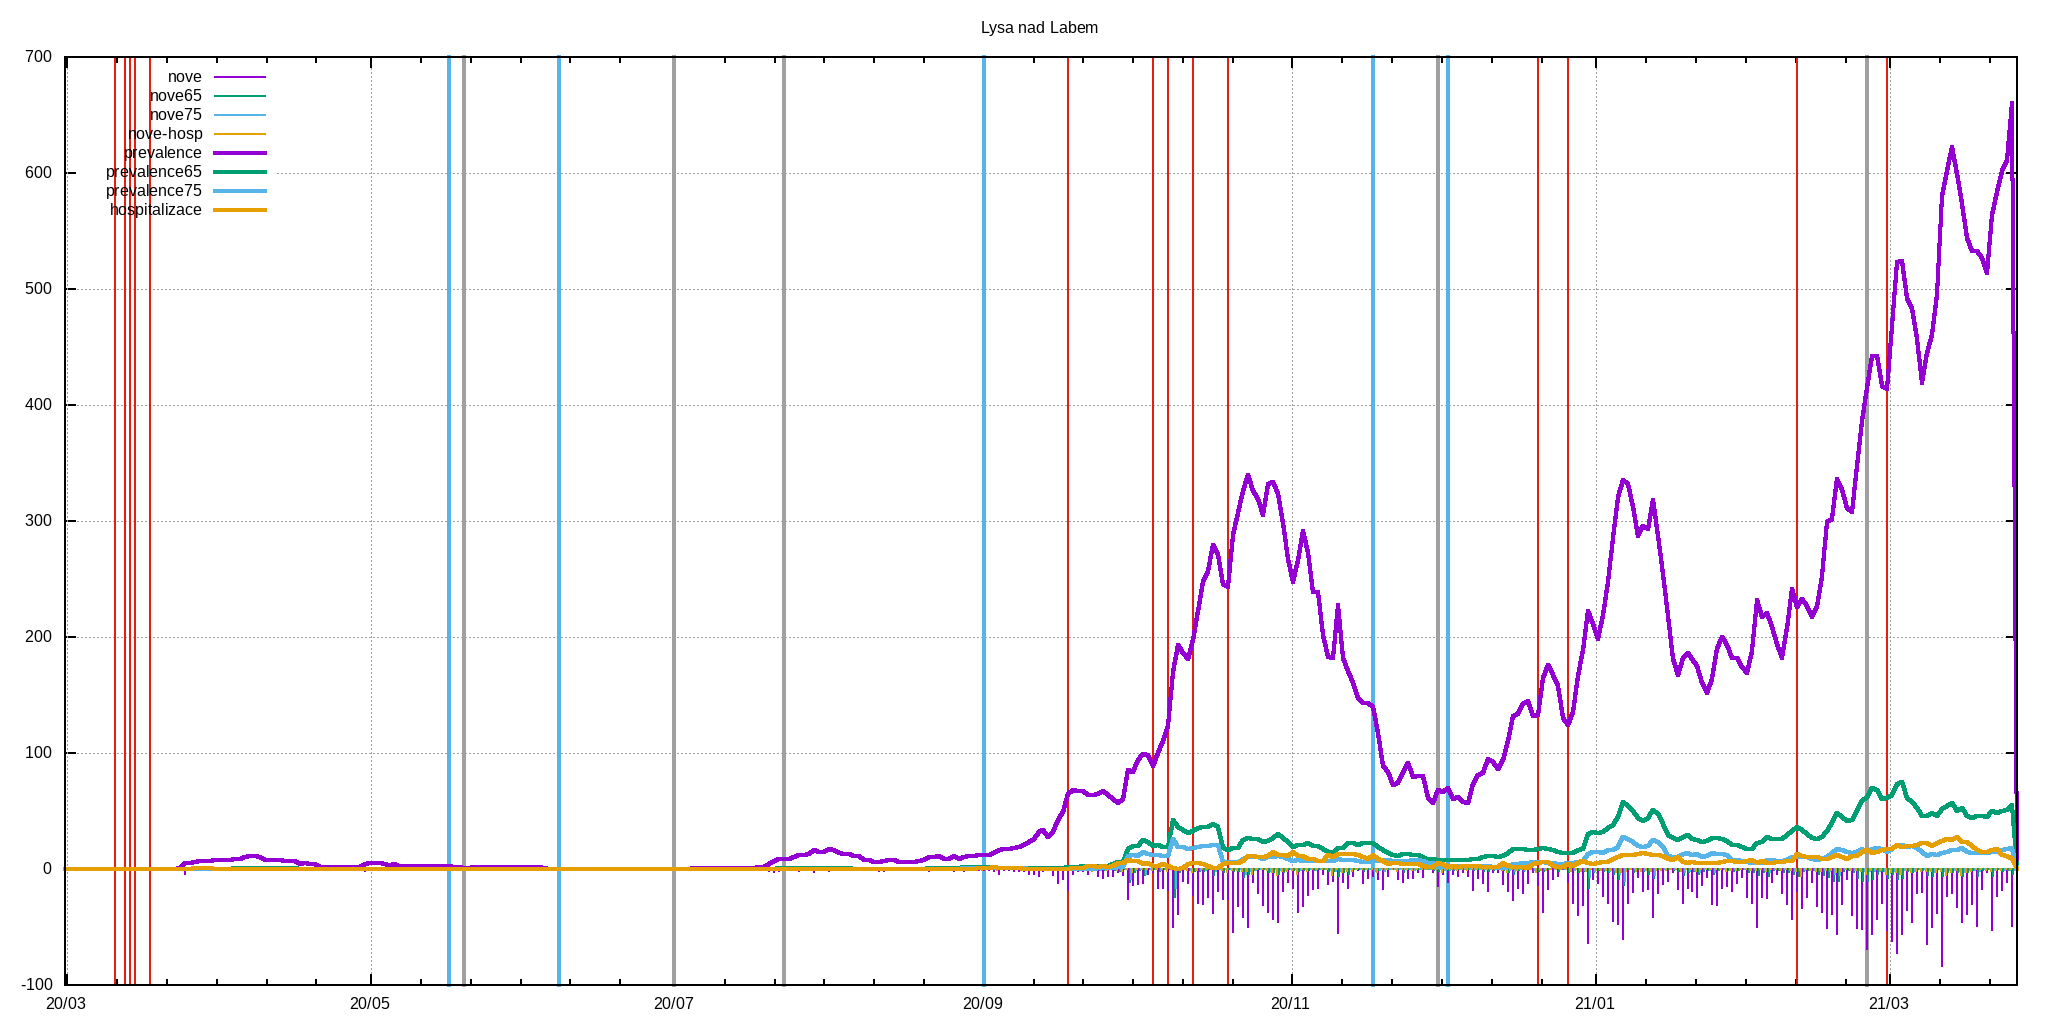 Lysa nad Labem
700
600
500
400
300
200
100
0
-100
nove
nove65
nove75
nove-hosp
prevalence
prevalence65
prevalence75
hospitalizace
20/03 20/05 20/07 20/09 20/11 21/01 21/03